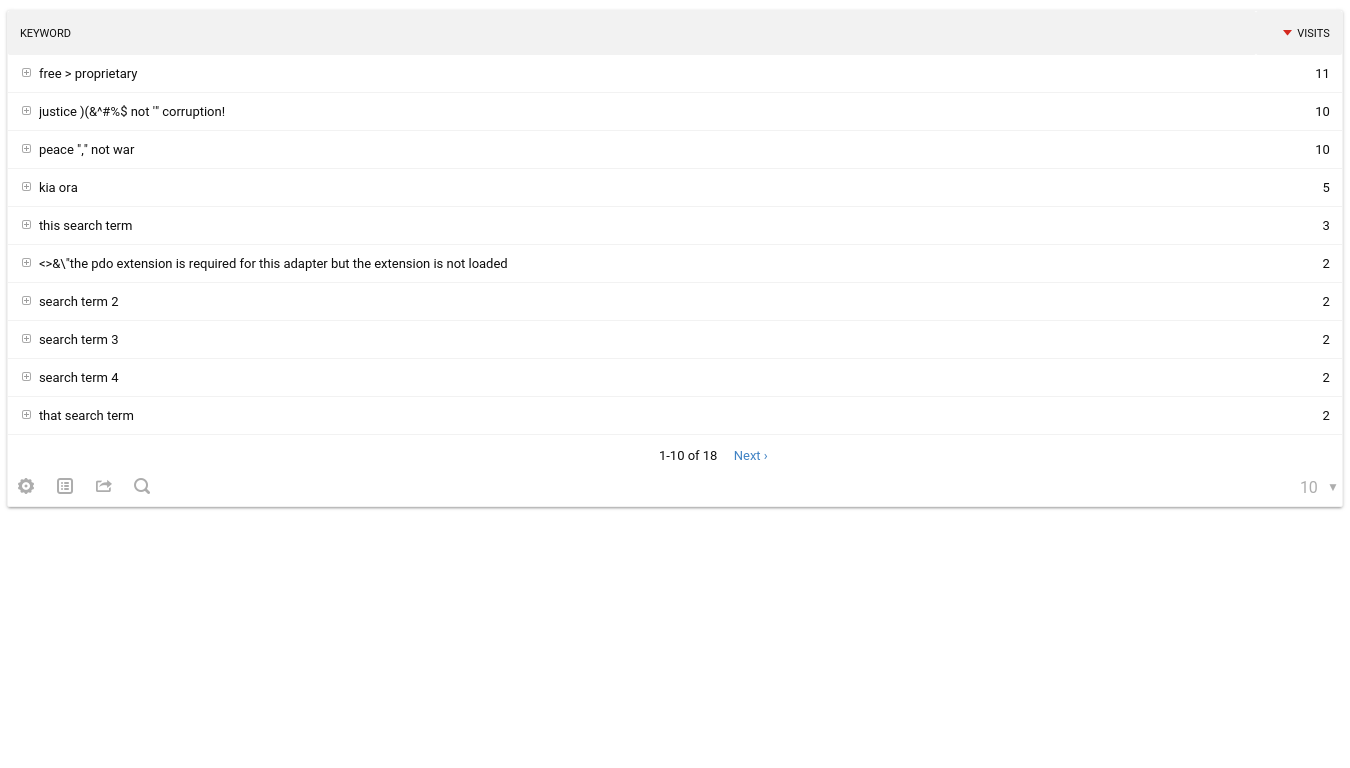 KEYWORD VISITS
free > proprietary 11
justice )(&^#%$ not '" corruption! 10
peace "," not war 10
kia ora 5
this search term 3
<>&\"the pdo extension is required for this adapter but the extension is not loaded 2
search term 2 2
search term 3 2
search term 4 2
that search term 2
1-10 of 18 Next ›
10